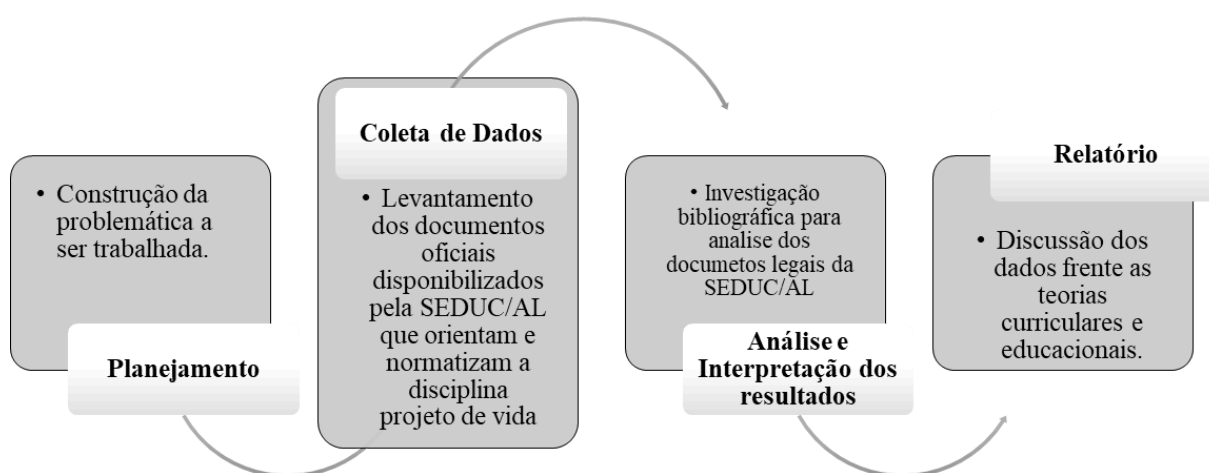 • Construção da
problemática a
ser trabalhada.
Planejamento
Coleta de Dados
• Levantamento
dos documentos
oficiais
disponibilizados
pela SEDUC/AL
que orientam e
normatizam a
disciplina
projeto de vida
• Investigação
bibliográfica para
analise dos
documetos legais da
SEDUC/AL
Análise e
Interpretação dos
resultados
Relatório
• Discussão dos
dados frente as
teorias
curriculares e
educacionais.